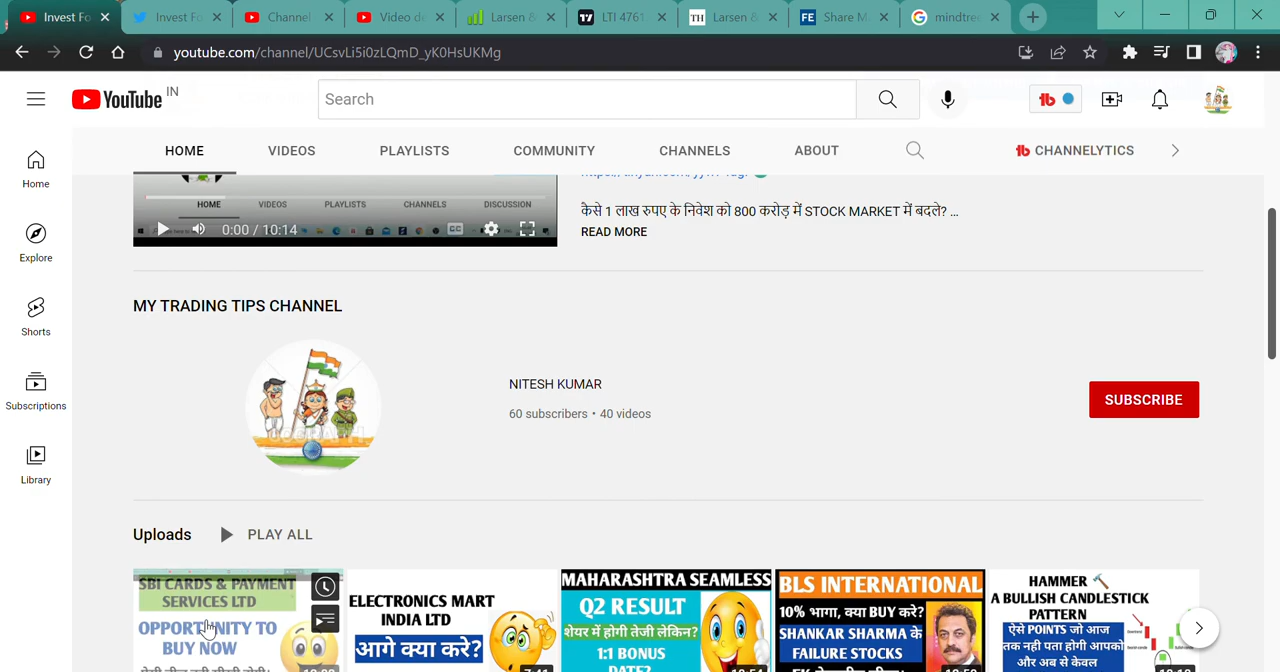 Invest Fo
Invest Fo
Channel
Video de
Larsen &
LTI 4761
Larsen &
Share M
mindtre
youtube.com/channel/UCsvLi5i0zLQmD_yK0HsUKMg
YouTube IN
Search
HOME
VIDEOS
PLAYLISTS
COMMUNITY
CHANNELS
ABOUT
CHANNELYTICS
Home
Explore
Shorts
Subscriptions
Library
HOME VIDEOS PLAYLISTS CHANNELS DISCUSSION
0:00 / 10:14
कैसे 1 लाख रुपए के निवेश को 800 करोड़ में STOCK MARKET में बदले? ...
READ MORE
MY TRADING TIPS CHANNEL
NITESH KUMAR
60 subscribers • 40 videos
SUBSCRIBE
Uploads
PLAY ALL
SBI CARDS & PAYMENT
SERVICES LTD
OPPORTUNITY TO
BUY NOW
ELECTRONICS MART
INDIA LTD
आगे क्या करे?
7:41
MAHARASHTRA SEAMLESS
Q2 RESULT
शेयर में होगी तेजी लेकिन?
1:1 BONUS
DATE?
BLS INTERNATIONAL
10% भागा, क्या BUY करे?
SHANKAR SHARMA के
FAILURE STOCKS
HAMMER
A BULLISH CANDLESTICK
PATTERN
ऐसे POINTS जो आज
तक नही पता होगी आपको
और अब से केवल